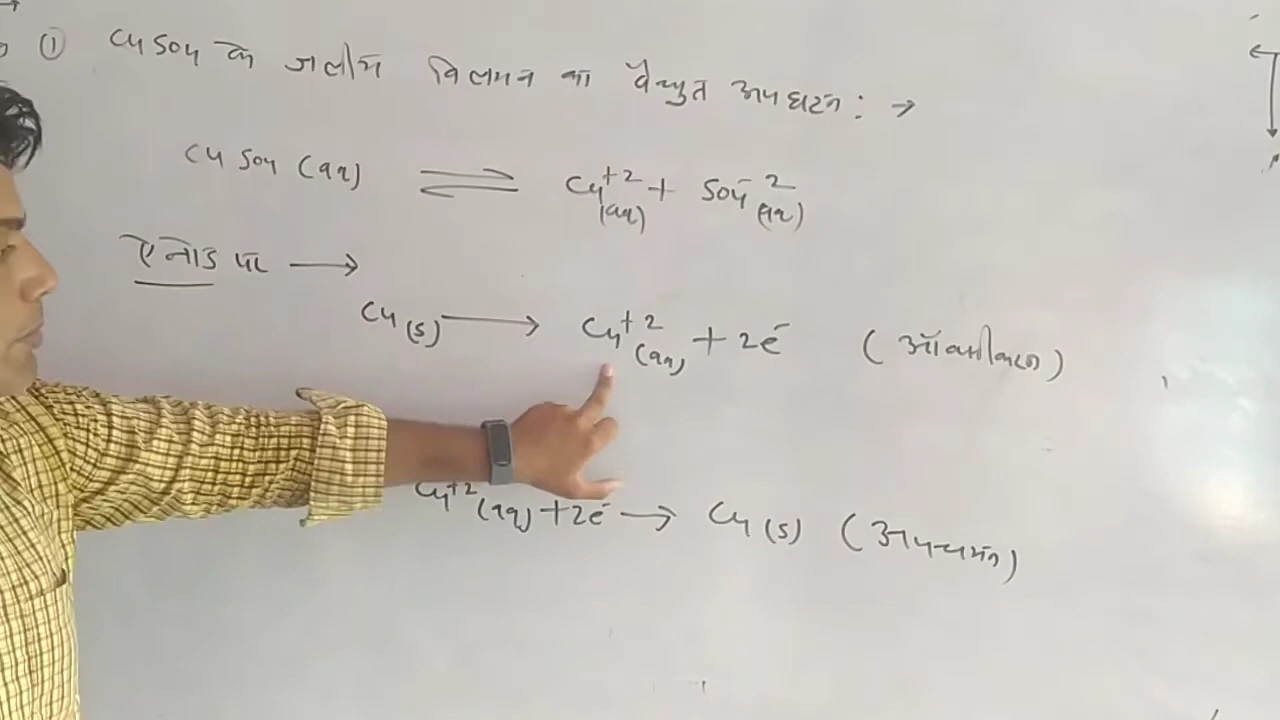 ① CuSO4 के जलीय विलयन का वैद्युत अपघटन : →
CuSO4 (aq) ⇌ Cu+2(aq) + SO4-2(aq)
एनोड पर →
Cu(s) → Cu+2(aq) + 2e- (ऑक्सीकरण)
Cu+2(aq) + 2e- → Cu(s) (अपचयन)